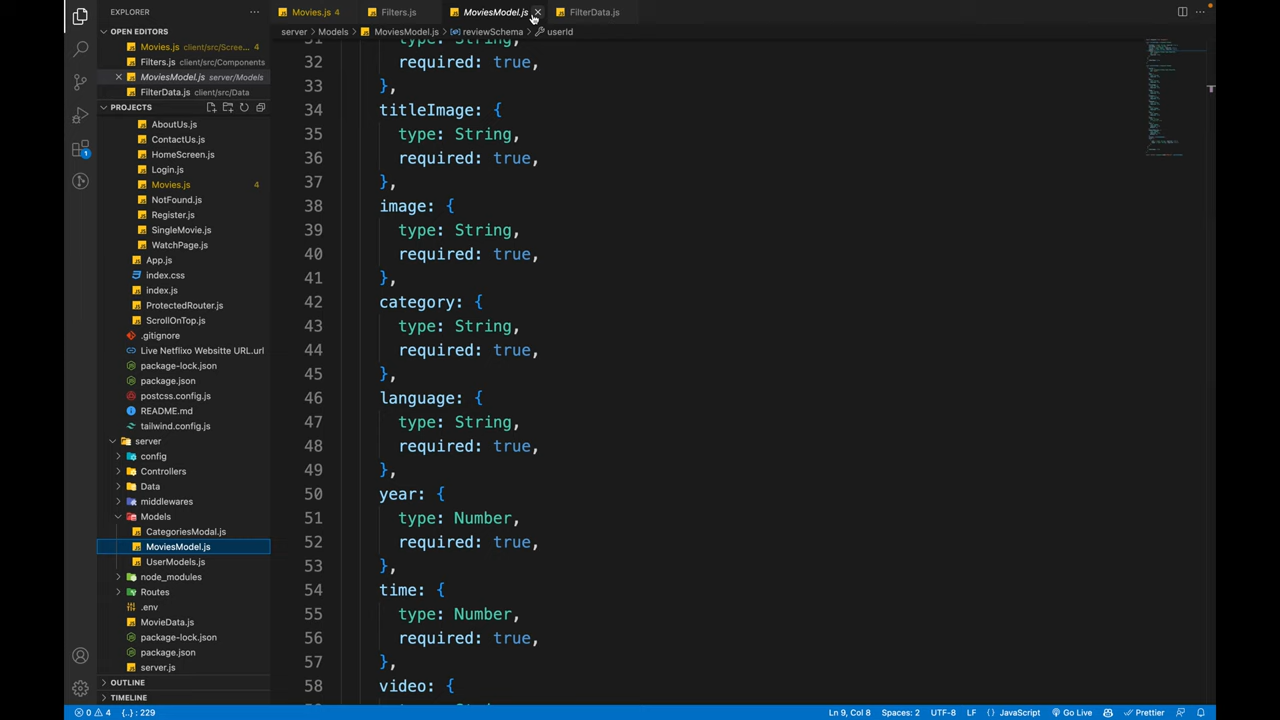 EXPLORER
OPEN EDITORS
Movies.js client/src/Scree... 4
Filters.js client/src/Components
MoviesModel.js server/Models
FilterData.js client/src/Data
PROJECTS
AboutUs.js
ContactUs.js
HomeScreen.js
Login.js
Movies.js 4
NotFound.js
Register.js
SingleMovie.js
WatchPage.js
App.js
index.css
index.js
ProtectedRouter.js
ScrollOnTop.js
.gitignore
Live Netflixo Websitte URL.url
package-lock.json
package.json
postcss.config.js
README.md
tailwind.config.js
server
config
Controllers
Data
middlewares
Models
CategoriesModal.js
MoviesModel.js
UserModels.js
node_modules
Routes
.env
MovieData.js
package-lock.json
package.json
server.js
OUTLINE
TIMELINE
Movies.js 4 Filters.js MoviesModel.js FilterData.js
server Models MoviesModel.js reviewSchema userId
31 type: String,
32 required: true,
33 },
34 titleImage: {
35 type: String,
36 required: true,
37 },
38 image: {
39 type: String,
40 required: true,
41 },
42 category: {
43 type: String,
44 required: true,
45 },
46 language: {
47 type: String,
48 required: true,
49 },
50 year: {
51 type: Number,
52 required: true,
53 },
54 time: {
55 type: Number,
56 required: true,
57 },
58 video: {
0 4 {..} : 229 Ln 9, Col 8 Spaces: 2 UTF-8 LF {} JavaScript Go Live Prettier